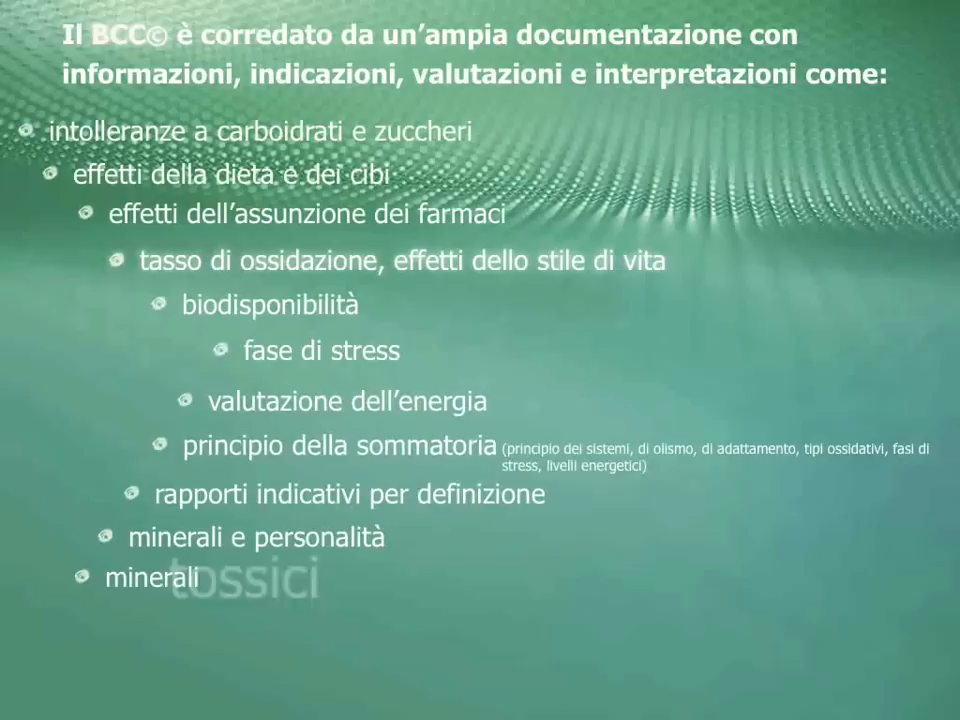 Il BCC© è corredato da un’ampia documentazione con
informazioni, indicazioni, valutazioni e interpretazioni come:
intolleranze a carboidrati e zuccheri
effetti della dieta e dei cibi
effetti dell’assunzione dei farmaci
tasso di ossidazione, effetti dello stile di vita
biodisponibilità
fase di stress
valutazione dell’energia
principio della sommatoria (principio dei sistemi, di olismo, di adattamento, tipi ossidativi, fasi di
stress, livelli energetici)
rapporti indicativi per definizione
minerali e personalità
minerali tossici